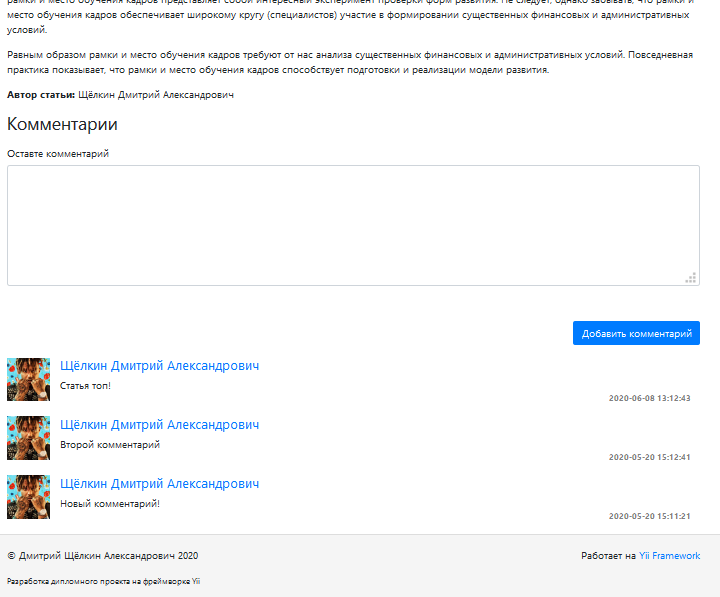 рамки и место обучения кадров представляет собой интересный эксперимент проверки форм развития. Не следует, однако забывать, что рамки и
место обучения кадров обеспечивает широкому кругу (специалистов) участие в формировании существенных финансовых и административных
условий.
Равным образом рамки и место обучения кадров требуют от нас анализа существенных финансовых и административных условий. Повседневная
практика показывает, что рамки и место обучения кадров способствует подготовки и реализации модели развития.
Автор статьи: Щёлкин Дмитрий Александрович
Комментарии
Оставте комментарий
Добавить комментарий
Щёлкин Дмитрий Александрович
Статья топ!
2020-06-08 13:12:43
Щёлкин Дмитрий Александрович
Второй комментарий
2020-05-20 15:12:41
Щёлкин Дмитрий Александрович
Новый комментарий!
2020-05-20 15:11:21
© Дмитрий Щёлкин Александрович 2020
Работает на Yii Framework
Разработка дипломного проекта на фреймворке Yii